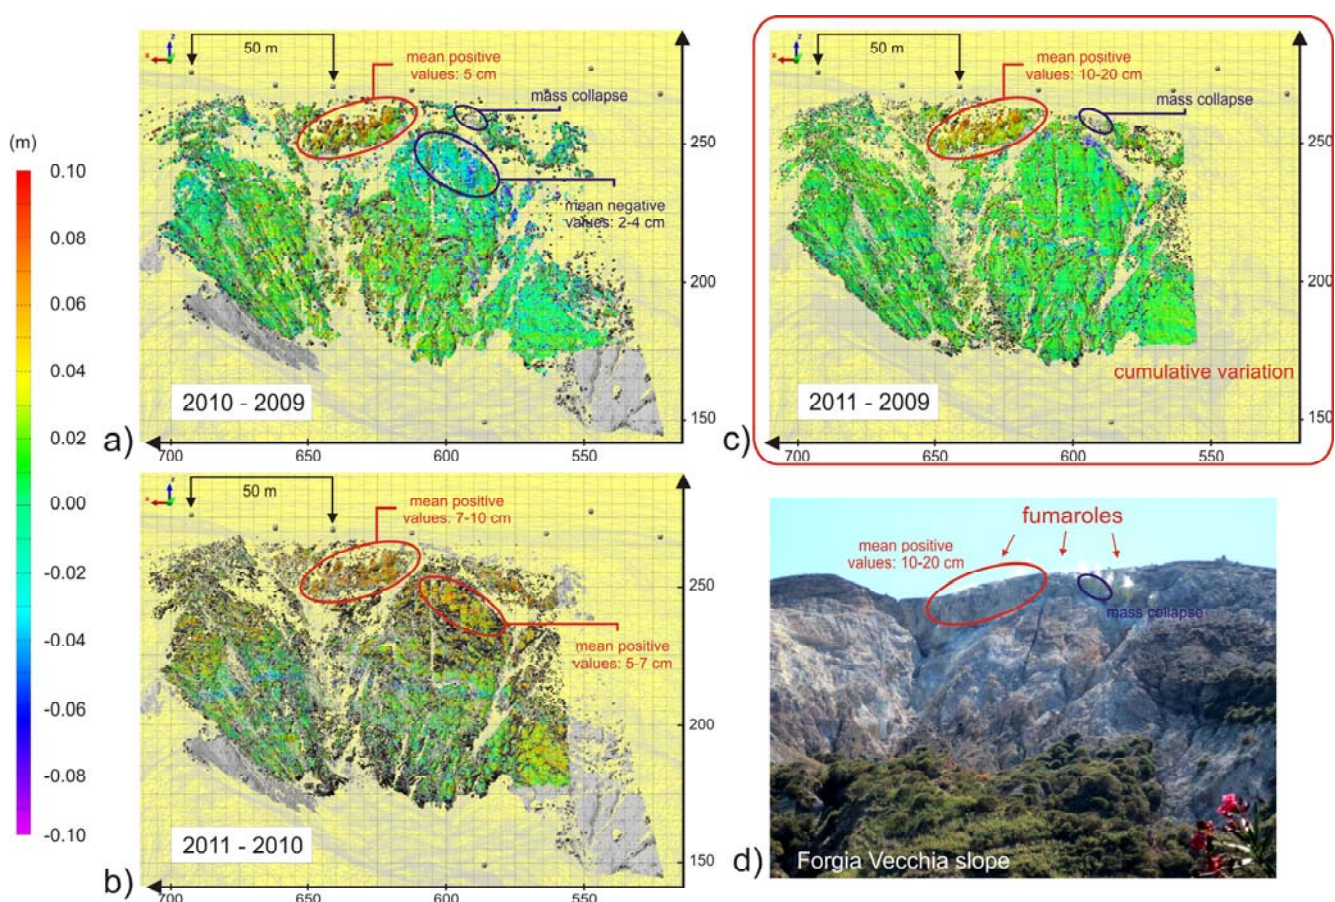 (m)
0.10
0.08
0.06
0.04
0.02
0.00
-0.02
-0.04
-0.06
-0.08
-0.10
z
x
50 m
mean positive
values: 5 cm
mass collapse
mean negative
values: 2-4 cm
250
200
150
2010 - 2009
a)
700
650
600
550
z
x
50 m
mean positive
values: 10-20 cm
mass collapse
250
200
150
cumulative variation
2011 - 2009
c)
700
650
600
550
z
x
50 m
mean positive
values: 7-10 cm
mean positive
values: 5-7 cm
250
200
150
2011 - 2010
b)
700
650
600
550
fumaroles
mean positive
values: 10-20 cm
mass collapse
d)
Forgia Vecchia slope